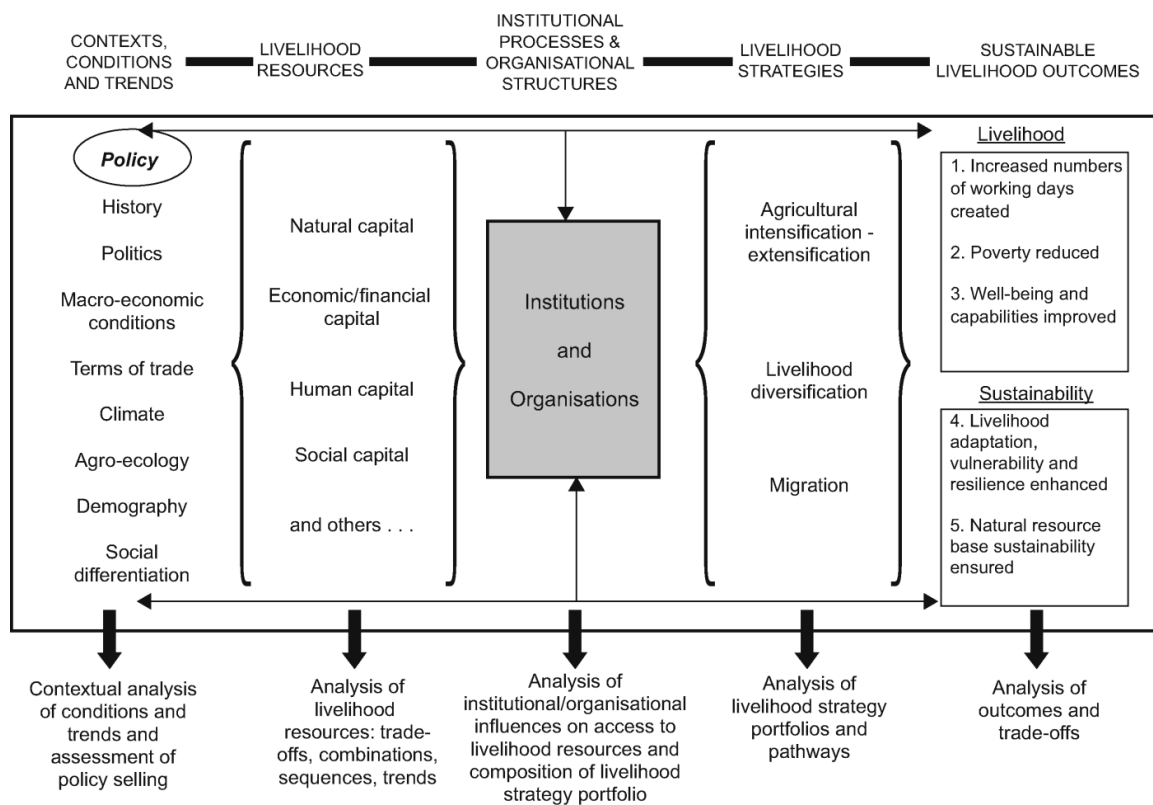 CONTEXTS,
CONDITIONS
AND TRENDS
LIVELIHOOD
RESOURCES
INSTITUTIONAL
PROCESSES &
ORGANISATIONAL
STRUCTURES
LIVELIHOOD
STRATEGIES
SUSTAINABLE
LIVELIHOOD OUTCOMES
Policy
History
Politics
Macro-economic
conditions
Terms of trade
Climate
Agro-ecology
Demography
Social
differentiation
Natural capital
Economic/financial
capital
Human capital
Social capital
and others . . .
Institutions
and
Organisations
Agricultural
intensification -
extensification
Livelihood
diversification
Migration
Livelihood
1. Increased numbers
of working days
created
2. Poverty reduced
3. Well-being and
capabilities improved
Sustainability
4. Livelihood
adaptation,
vulnerability and
resilience enhanced
5. Natural resource
base sustainability
ensured
Contextual analysis
of conditions and
trends and
assessment of
policy selling
Analysis of
livelihood
resources: trade-
offs, combinations,
sequences, trends
Analysis of
institutional/organisational
influences on access to
livelihood resources and
composition of livelihood
strategy portfolio
Analysis of
livelihood strategy
portfolios and
pathways
Analysis of
outcomes and
trade-offs